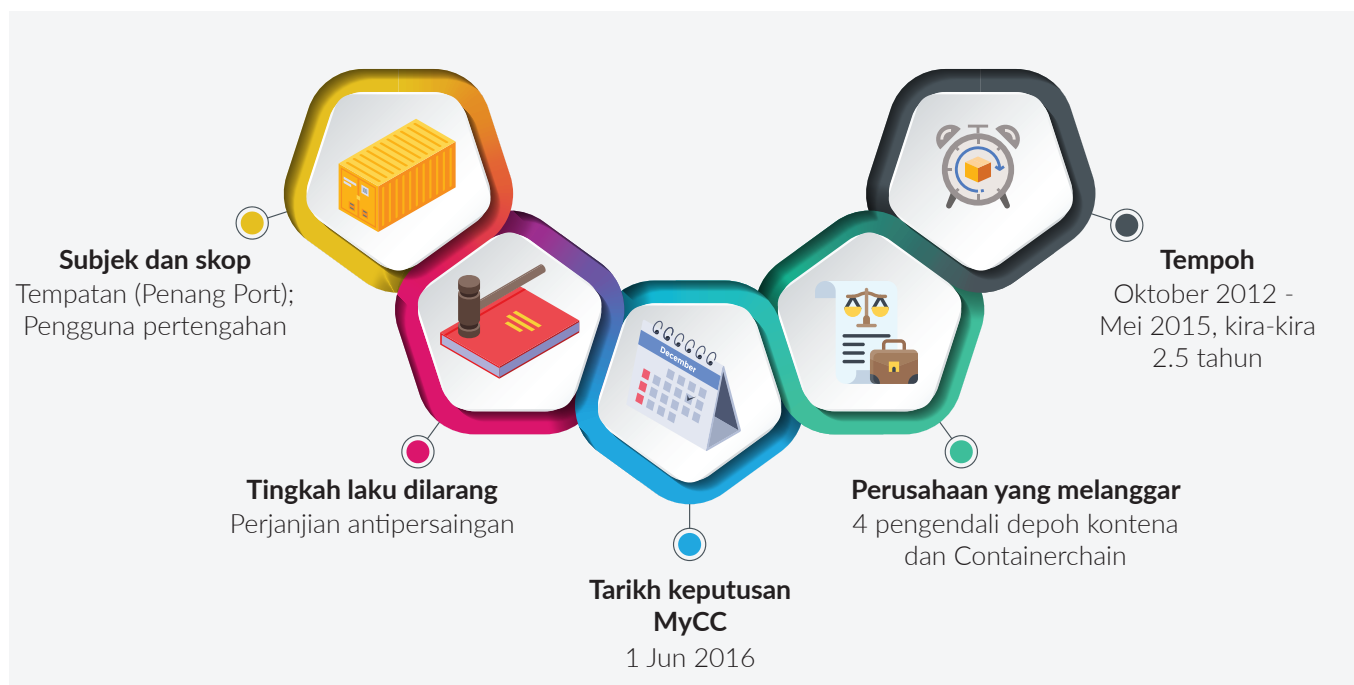 Subjek dan skop
Tempatan (Penang Port);
Pengguna pertengahan
Tingkah laku dilarang
Perjanjian antipersaingan
December
Tarikh keputusan
MyCC
1 Jun 2016
Perusahaan yang melanggar
4 pengendali depoh kontena
dan Containerchain
Tempoh
Oktober 2012 -
Mei 2015, kira-kira
2.5 tahun